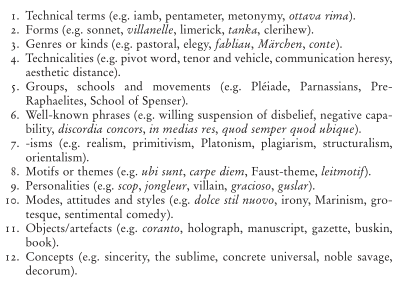 1. Technical terms (e.g. iamb, pentameter, metonymy, ottava rima).
2. Forms (e.g. sonnet, villanelle, limerick, tanka, clerihew).
3. Genres or kinds (e.g. pastoral, elegy, fabliau, Märchen, conte).
4. Technicalities (e.g. pivot word, tenor and vehicle, communication heresy,
aesthetic distance).
5. Groups, schools and movements (e.g. Pléiade, Parnassians, Pre-
Raphaelites, School of Spenser).
6. Well-known phrases (e.g. willing suspension of disbelief, negative capa-
bility, discordia concors, in medias res, quod semper quod ubique).
7. -isms (e.g. realism, primitivism, Platonism, plagiarism, structuralism,
orientalism).
8. Motifs or themes (e.g. ubi sunt, carpe diem, Faust-theme, leitmotif).
9. Personalities (e.g. scop, jongleur, villain, gracioso, guslar).
10. Modes, attitudes and styles (e.g. dolce stil nuovo, irony, Marinism, gro-
tesque, sentimental comedy).
11. Objects/artefacts (e.g. coranto, holograph, manuscript, gazette, buskin,
book).
12. Concepts (e.g. sincerity, the sublime, concrete universal, noble savage,
decorum).